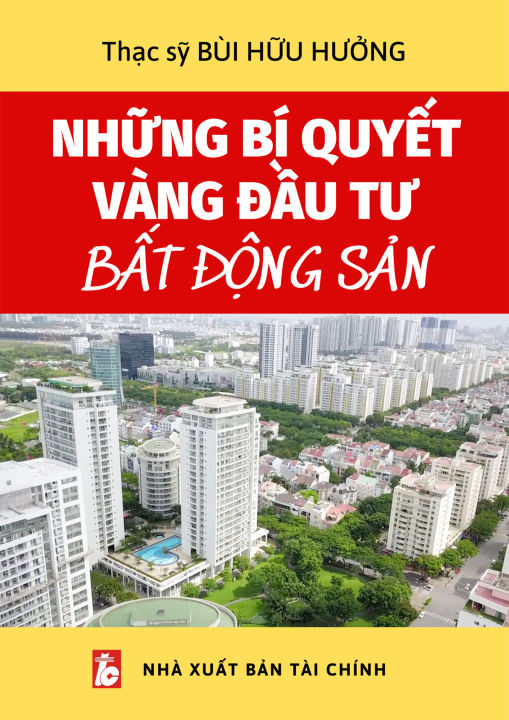 Thạc sỹ BÙI HỮU HƯỞNG
NHỮNG BÍ QUYẾT
VÀNG ĐẦU TƯ
BẤT ĐỘNG SẢN
NHÀ XUẤT BẢN TÀI CHÍNH